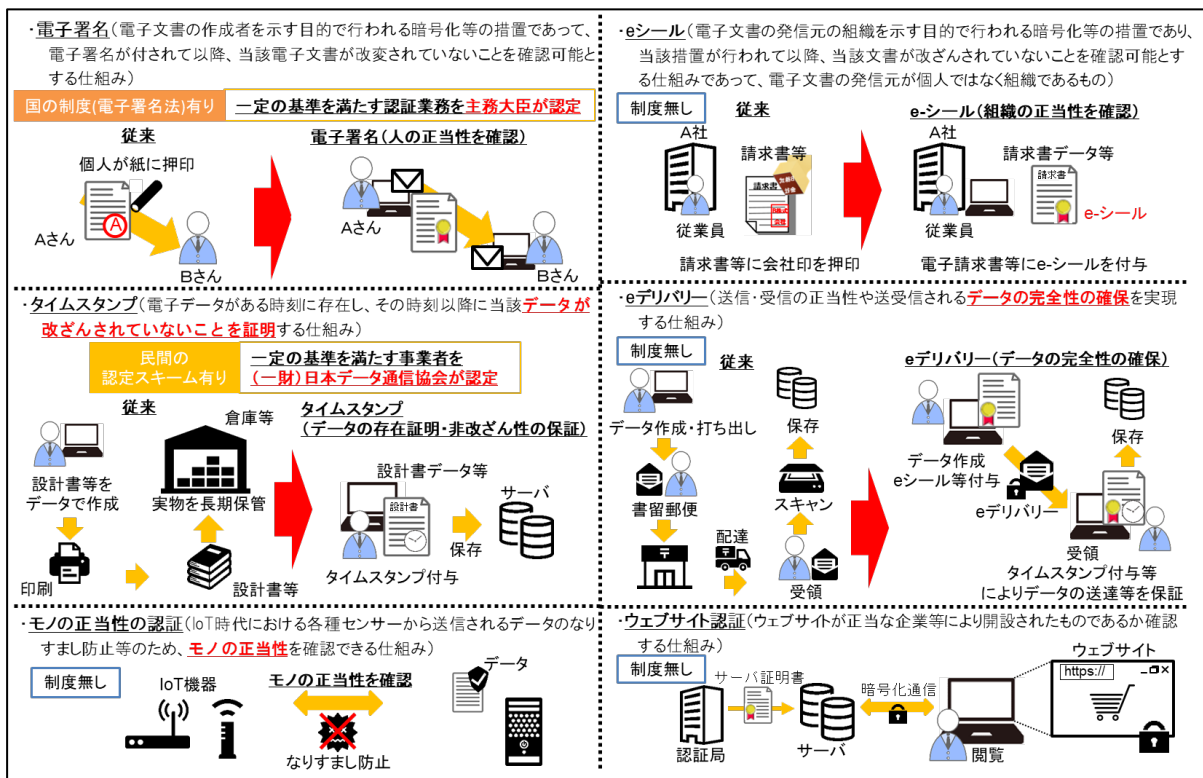 ・電子署名(電子文書の作成者を示す目的で行われる暗号化等の措置であって、
電子署名が付されて以降、当該電子文書が改変されていないことを確認可能と
する仕組み)
国の制度(電子署名法)有り
一定の基準を満たす認証業務を主務大臣が認定
従来
個人が紙に押印
A
Aさん
Bさん
電子署名(人の正当性を確認)
Aさん
Bさん
・eシール(電子文書の発信元の組織を示す目的で行われる暗号化等の措置であり、
当該措置が行われて以降、当該文書が改ざんされていないことを確認可能とす
る仕組みであって、電子文書の発信元が個人ではなく組織であるもの)
制度無し
従来
A社
請求書等
請求書
従業員
請求書等に会社印を押印
e-シール(組織の正当性を確認)
A社
請求書データ等
請求書
e-シール
従業員
電子請求書等にe-シールを付与
・タイムスタンプ(電子データがある時刻に存在し、その時刻以降に当該データが
改ざんされていないことを証明する仕組み)
民間の
認定スキーム有り
一定の基準を満たす事業者を
(一財)日本データ通信協会が認定
従来
倉庫等
設計書等を
データで作成
実物を長期保管
印刷
設計書等
タイムスタンプ
(データの存在証明・非改ざん性の保証)
設計書データ等
設計書
サーバ
保存
タイムスタンプ付与
・eデリバリー(送信・受信の正当性や送受信されるデータの完全性の確保を実現
する仕組み)
制度無し
従来
データ作成・打ち出し
保存
書留郵便
スキャン
配達
受領
eデリバリー(データの完全性の確保)
保存
データ作成
eシール等付与
eデリバリー
受領
タイムスタンプ付与等
によりデータの送達等を保証
・モノの正当性の認証(IoT時代における各種センサーから送信されるデータのなり
すまし防止等のため、モノの正当性を確認できる仕組み)
制度無し
IoT機器
モノの正当性を確認
データ
なりすまし防止
・ウェブサイト認証(ウェブサイトが正当な企業等により開設されたものであるか確認
する仕組み)
制度無し
サーバ証明書
暗号化通信
ウェブサイト
https://
認証局
サーバ
閲覧